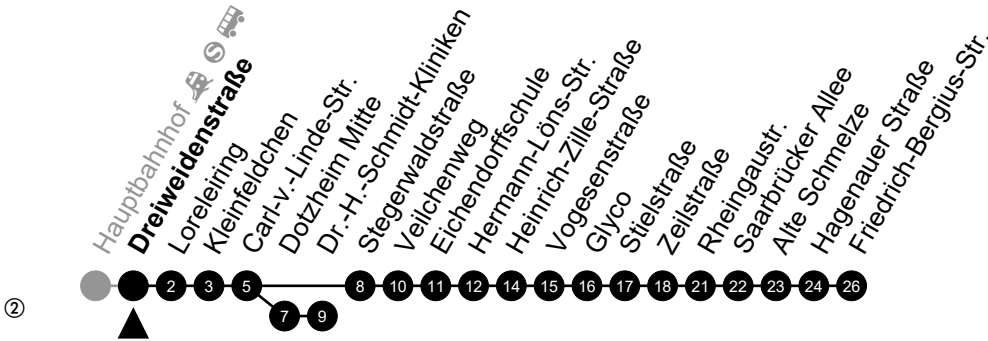 Hauptbahnhof
Dreiweidenstraße
Loreleiring
Kleinfeldchen
Carl-v.-Linde-Str.
Dotzheim Mitte
Dr.-H.-Schmidt-Kliniken
Stegerwaldstraße
Veilchenweg
Eichendorffschule
Hermann-Löns-Str.
Heinrich-Zille-Straße
Vogesenstraße
Glyco
Stielstraße
Zeilstraße
Rheingaustr.
Saarbrücker Allee
Alte Schmelze
Hagenauer Straße
Friedrich-Bergius-Str.
2 3 5 8 10 11 12 14 15 16 17 18 21 22 23 24 26
② 7 9